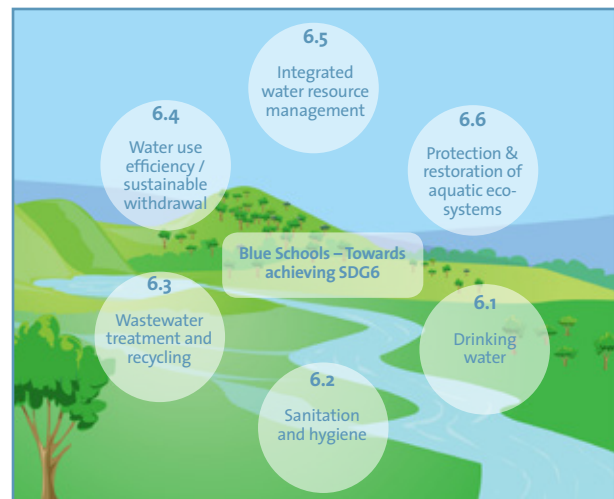 6.5
Integrated
water resource
management
6.4
Water use
efficiency /
sustainable
withdrawal
6.6
Protection &
restoration of
aquatic eco-
systems
Blue Schools – Towards
achieving SDG6
6.3
Wastewater
treatment and
recycling
6.1
Drinking
water
6.2
Sanitation
and hygiene